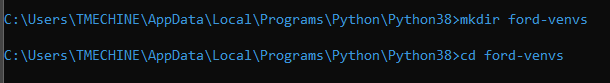 C:\Users\TMECHINE\AppData\Local\Programs\Python\Python38>mkdir ford-venvs
C:\Users\TMECHINE\AppData\Local\Programs\Python\Python38>cd ford-venvs